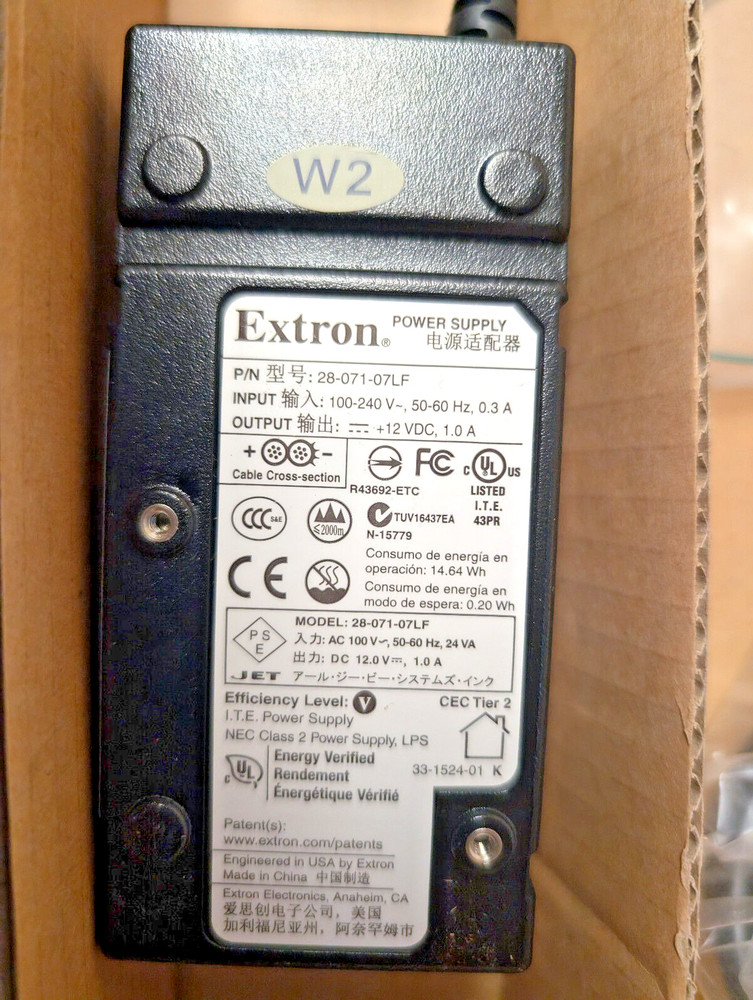 W2
Extron® POWER SUPPLY
电源适配器
P/N 型号: 28-071-07LF
INPUT 输入: 100-240 V~, 50-60 Hz, 0.3 A
OUTPUT 输出: ⎓ +12 VDC, 1.0 A
+ -
Cable Cross-section
R43692-ETC
FC
c UL US
LISTED
I.T.E.
43PR
CCC S&E
≤2000m
TUV16437EA
N-15779
CE
Consumo de energía en
operación: 14.64 Wh
Consumo de energía en
modo de espera: 0.20 Wh
PS
E
MODEL: 28-071-07LF
入力: AC 100 V~, 50-60 Hz, 24 VA
出力: DC 12.0 V⎓, 1.0 A
JET アール・ジー・ビー・システムズ・インク
Efficiency Level: V
CEC Tier 2
I.T.E. Power Supply
NEC Class 2 Power Supply, LPS
c UL
Energy Verified
Rendement
Énergétique Vérifié
33-1524-01 K
Patent(s):
www.extron.com/patents
Engineered in USA by Extron
Made in China 中国制造
Extron Electronics, Anaheim, CA
爱思创电子公司，美国
加利福尼亚州，阿奈罕姆市